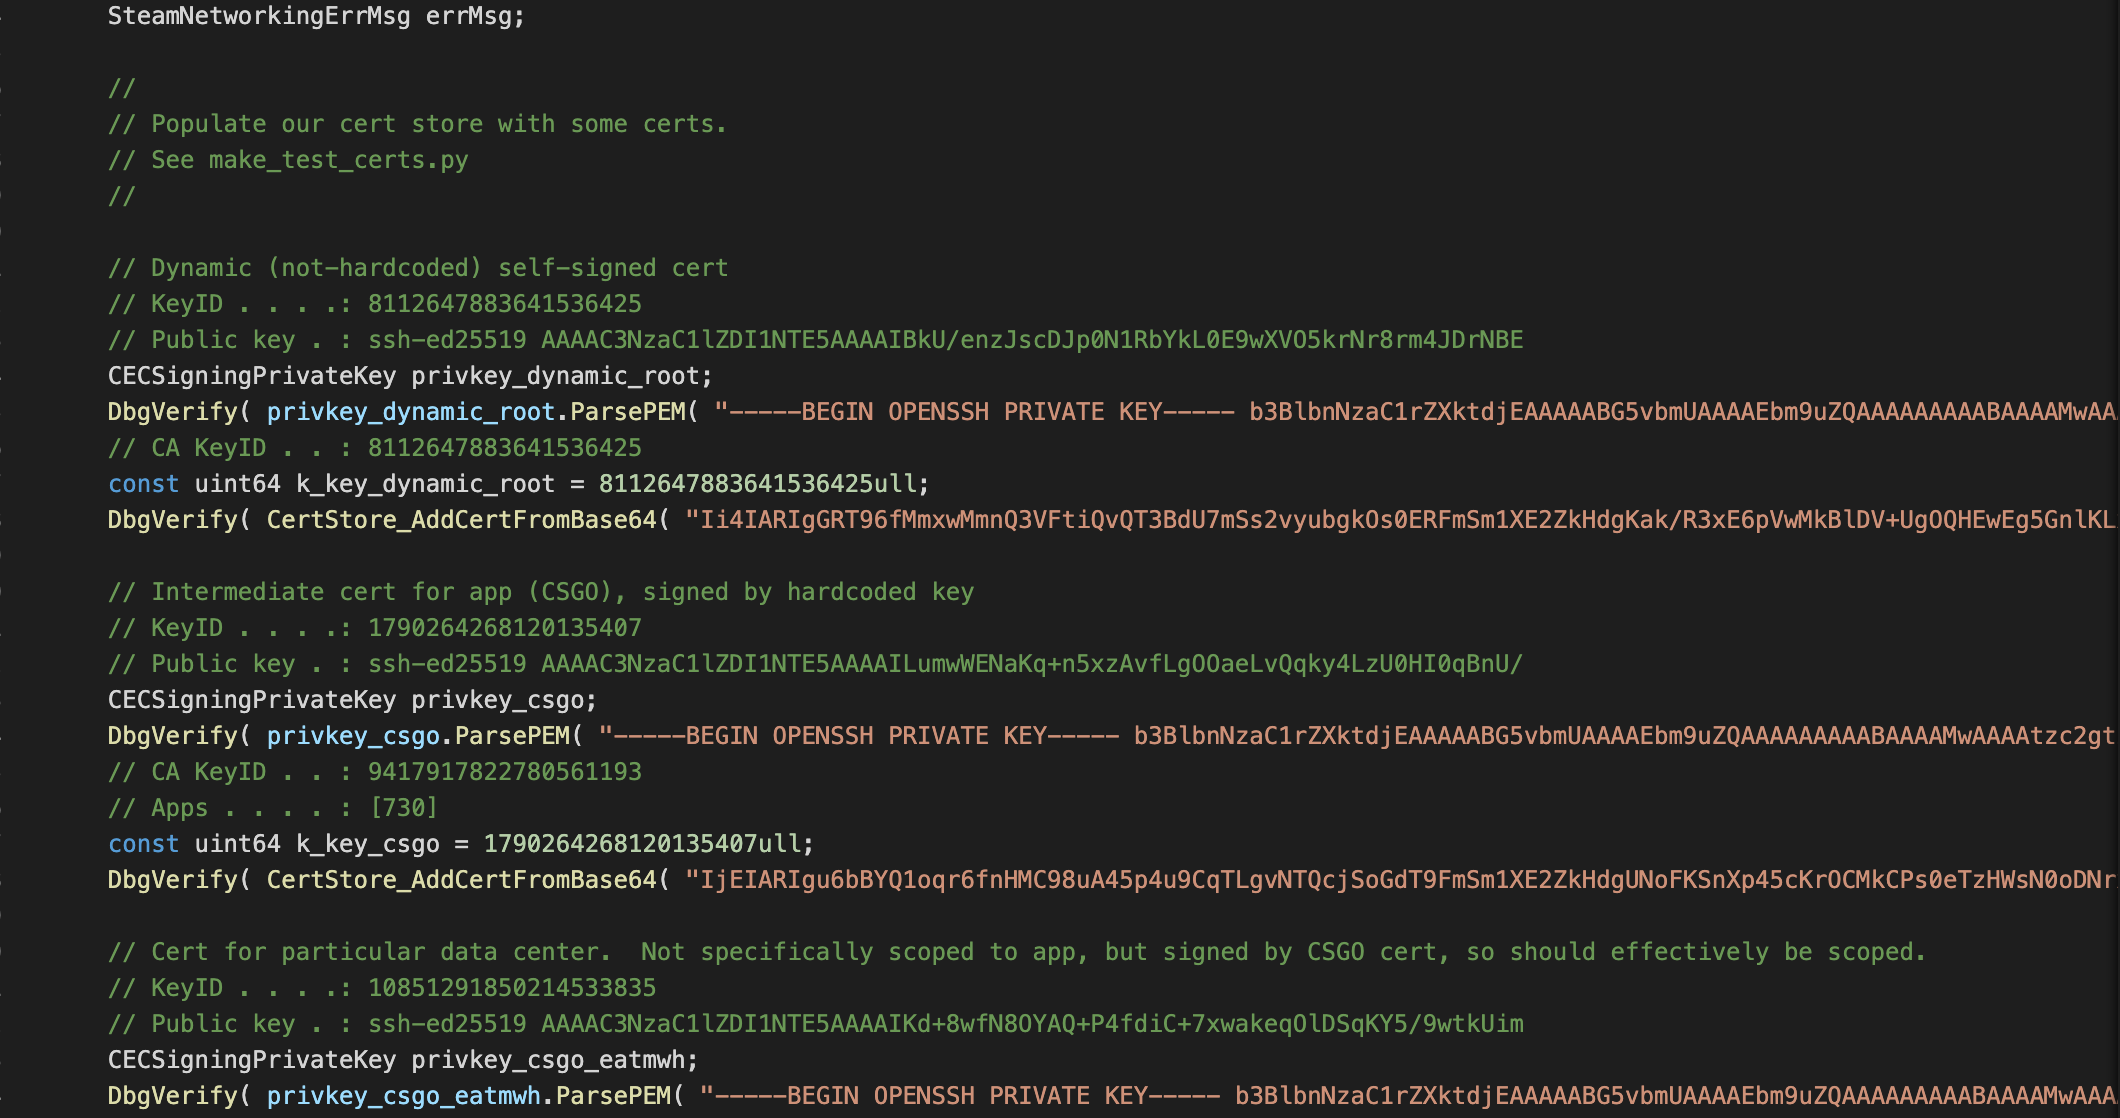 SteamNetworkingErrMsg errMsg;
//
// Populate our cert store with some certs.
// See make_test_certs.py
//
// Dynamic (not-hardcoded) self-signed cert
// KeyID . . . .: 8112647883641536425
// Public key . : ssh-ed25519 AAAAC3NzaC1lZDI1NTE5AAAAIBkU/enzJscDJp0N1RbYkL0E9wXVO5krNr8rm4JDrNBE
CECSigningPrivateKey privkey_dynamic_root;
DbgVerify( privkey_dynamic_root.ParsePEM( "-----BEGIN OPENSSH PRIVATE KEY----- b3BlbnNzaC1rZXktdjEAAAAABG5vbmUAAAAEbm9uZQAAAAAAAAABAAAAMwAA
// CA KeyID . . : 8112647883641536425
const uint64 k_key_dynamic_root = 8112647883641536425ull;
DbgVerify( CertStore_AddCertFromBase64( "Ii4IARIgGRT96fMmxwMmnQ3VFtiQvQT3BdU7mSs2vyubgkOs0ERFmSm1XE2ZkHdgKak/R3xE6pVwMkBlDV+UgOQHEwEg5GnlKL
// Intermediate cert for app (CSGO), signed by hardcoded key
// KeyID . . . .: 1790264268120135407
// Public key . : ssh-ed25519 AAAAC3NzaC1lZDI1NTE5AAAAILumwWENaKq+n5xzAvfLgOOaeLvQqky4LzU0HI0qBnU/
CECSigningPrivateKey privkey_csgo;
DbgVerify( privkey_csgo.ParsePEM( "-----BEGIN OPENSSH PRIVATE KEY----- b3BlbnNzaC1rZXktdjEAAAAABG5vbmUAAAAEbm9uZQAAAAAAAAABAAAAMwAAAAtzc2gt
// CA KeyID . . : 9417917822780561193
// Apps . . . . : [730]
const uint64 k_key_csgo = 1790264268120135407ull;
DbgVerify( CertStore_AddCertFromBase64( "IjEIARIgu6bBYQ1oqr6fnHMC98uA45p4u9CqTLgvNTQcjSoGdT9FmSm1XE2ZkHdgUNoFKSnXp45cKrOCMkCPs0eTzHWsN0oDNr
// Cert for particular data center.  Not specifically scoped to app, but signed by CSGO cert, so should effectively be scoped.
// KeyID . . . .: 10851291850214533835
// Public key . : ssh-ed25519 AAAAC3NzaC1lZDI1NTE5AAAAIKd+8wfN8OYAQ+P4fdiC+7xwakeqOlDSqKY5/9wtkUim
CECSigningPrivateKey privkey_csgo_eatmwh;
DbgVerify( privkey_csgo_eatmwh.ParsePEM( "-----BEGIN OPENSSH PRIVATE KEY----- b3BlbnNzaC1rZXktdjEAAAAABG5vbmUAAAAEbm9uZQAAAAAAAAABAAAAMwAAA